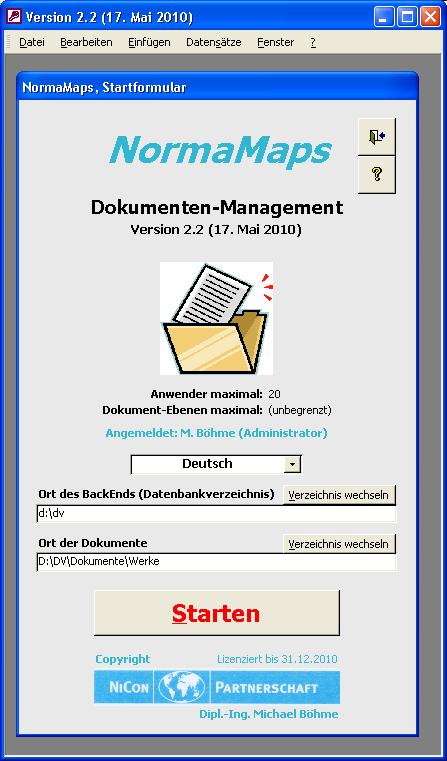 Version 2.2 (17. Mai 2010)
Datei Bearbeiten Einfügen Datensätze Fenster ?
NormaMaps, Startformular
NormaMaps
?
Dokumenten-Management
Version 2.2 (17. Mai 2010)
Anwender maximal: 20
Dokument-Ebenen maximal: (unbegrenzt)
Angemeldet: M. Böhme (Administrator)
Deutsch
Ort des BackEnds (Datenbankverzeichnis) Verzeichnis wechseln
d:\dv
Ort der Dokumente Verzeichnis wechseln
D:\DV\Dokumente\Werke
Starten
Copyright Lizenziert bis 31.12.2010
NiCon Partnerschaft
Dipl.-Ing. Michael Böhme